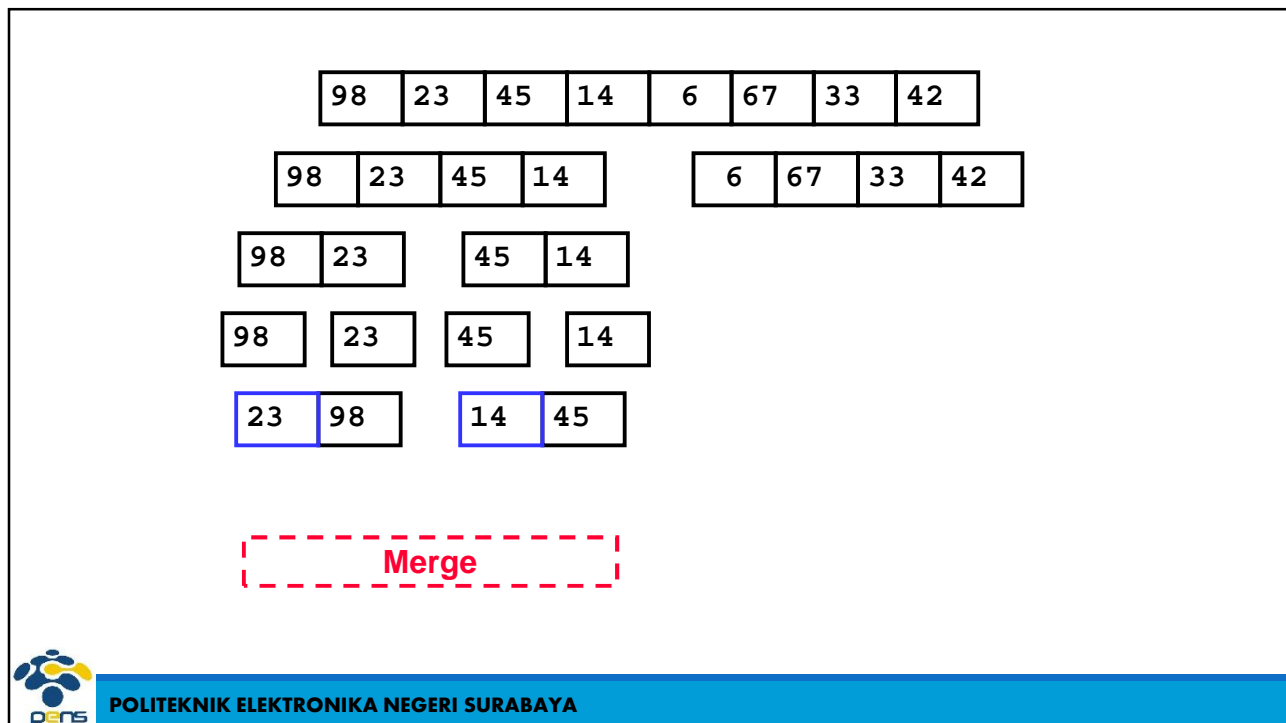 98 23 45 14 6 67 33 42
98 23 45 14 6 67 33 42
98 23 45 14
98 23 45 14
23 98 14 45
Merge
pens
POLITEKNIK ELEKTRONIKA NEGERI SURABAYA